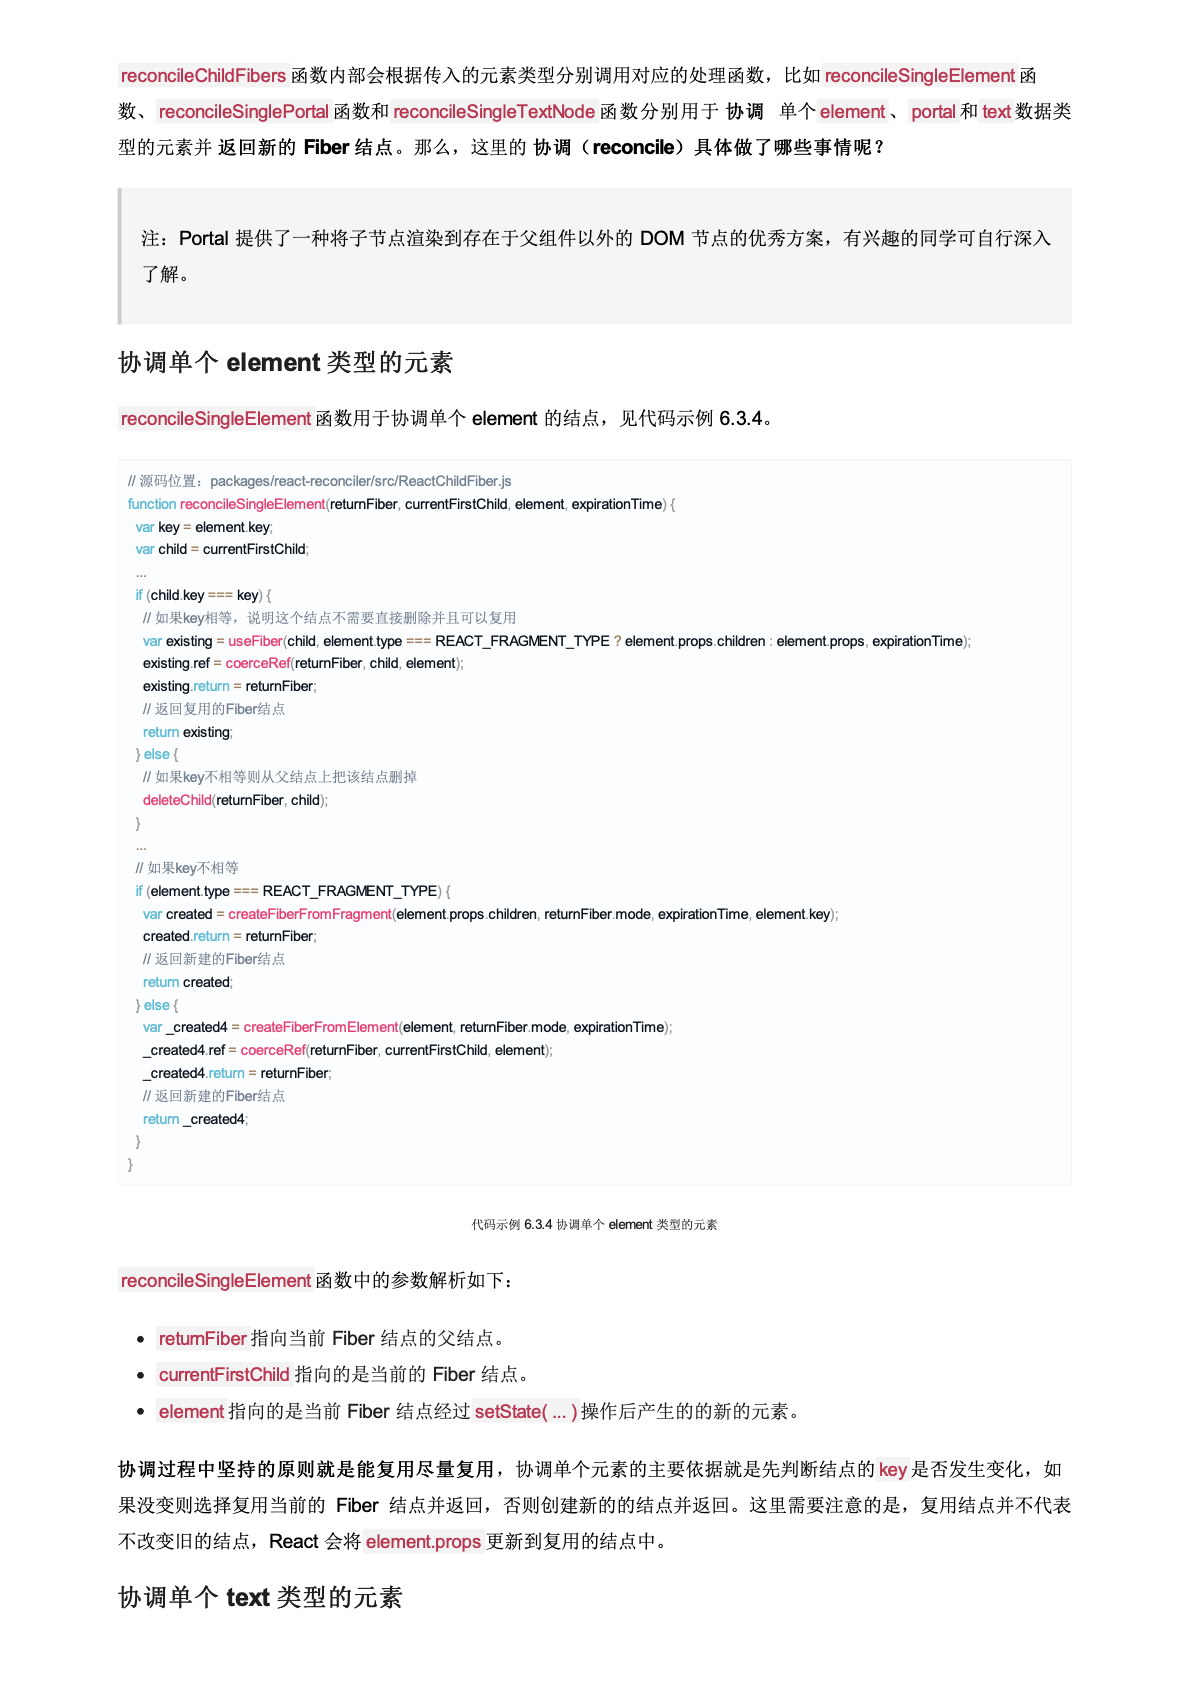 reconcileChildFibers 函数内部会根据传入的元素类型分别调用对应的处理函数，比如 reconcileSingleElement 函
数、 reconcileSinglePortal 函数和 reconcileSingleTextNode 函数分别用于 协调 单个 element 、 portal 和 text 数据类
型的元素并 返回新的 Fiber 结点。那么，这里的 协调（reconcile）具体做了哪些事情呢？
注：Portal 提供了一种将子节点渲染到存在于父组件以外的 DOM 节点的优秀方案，有兴趣的同学可自行深入
了解。
协调单个 element 类型的元素
reconcileSingleElement 函数用于协调单个 element 的结点，见代码示例 6.3.4。
// 源码位置：packages/react-reconciler/src/ReactChildFiber.js
function reconcileSingleElement(returnFiber, currentFirstChild, element, expirationTime) {
  var key = element.key;
  var child = currentFirstChild;
  ...
  if (child.key === key) {
    // 如果key相等，说明这个结点不需要直接删除并且可以复用
    var existing = useFiber(child, element.type === REACT_FRAGMENT_TYPE ? element.props.children : element.props, expirationTime);
    existing.ref = coerceRef(returnFiber, child, element);
    existing.return = returnFiber;
    // 返回复用的Fiber结点
    return existing;
  } else {
    // 如果key不相等则从父结点上把该结点删掉
    deleteChild(returnFiber, child);
  }
  ...
  // 如果key不相等
  if (element.type === REACT_FRAGMENT_TYPE) {
    var created = createFiberFromFragment(element.props.children, returnFiber.mode, expirationTime, element.key);
    created.return = returnFiber;
    // 返回新建的Fiber结点
    return created;
  } else {
    var _created4 = createFiberFromElement(element, returnFiber.mode, expirationTime);
    _created4.ref = coerceRef(returnFiber, currentFirstChild, element);
    _created4.return = returnFiber;
    // 返回新建的Fiber结点
    return _created4;
  }
}
代码示例 6.3.4 协调单个 element 类型的元素
reconcileSingleElement 函数中的参数解析如下：
• returnFiber 指向当前 Fiber 结点的父结点。
• currentFirstChild 指向的是当前的 Fiber 结点。
• element 指向的是当前 Fiber 结点经过 setState( ... ) 操作后产生的的新的元素。
协调过程中坚持的原则就是能复用尽量复用，协调单个元素的主要依据就是先判断结点的 key 是否发生变化，如
果没变则选择复用当前的 Fiber 结点并返回，否则创建新的的结点并返回。这里需要注意的是，复用结点并不代表
不改变旧的结点，React 会将 element.props 更新到复用的结点中。
协调单个 text 类型的元素